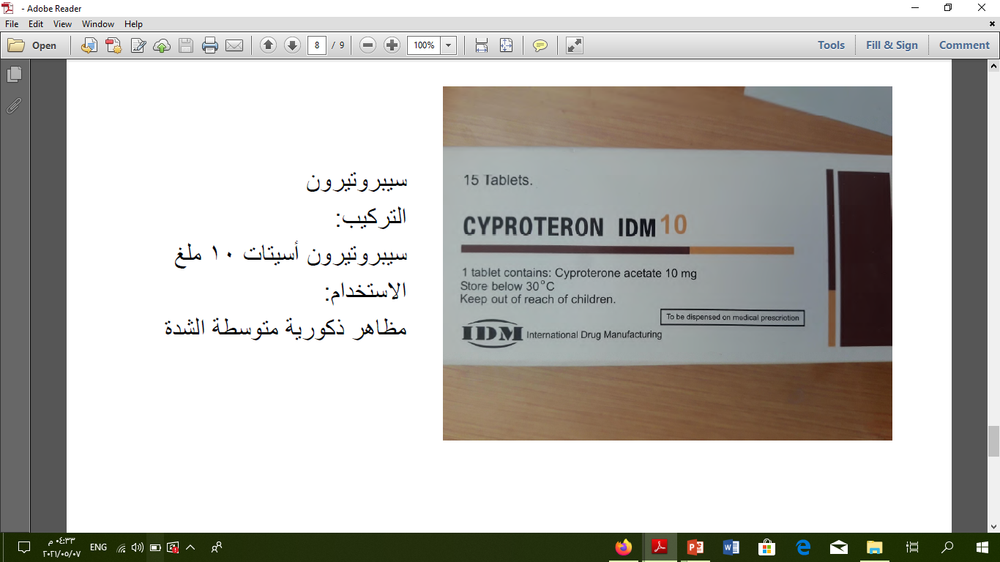 - Adobe Reader
File Edit View Window Help
Open 8 / 9 100% Tools Fill & Sign Comment
سيبروتيرون
التركيب:
سيبروتيرون أسيتات ١٠ ملغ
الاستخدام:
مظاهر ذكورية متوسطة الشدة
15 Tablets.
CYPROTERON IDM 10
1 tablet contains: Cyproterone acetate 10 mg
Store below 30°C
Keep out of reach of children.
To be dispensed on medical prescription
IDM International Drug Manufacturing
٠٤:٣٣ م
ENG
٢٠٢١/٠٥/٠٧